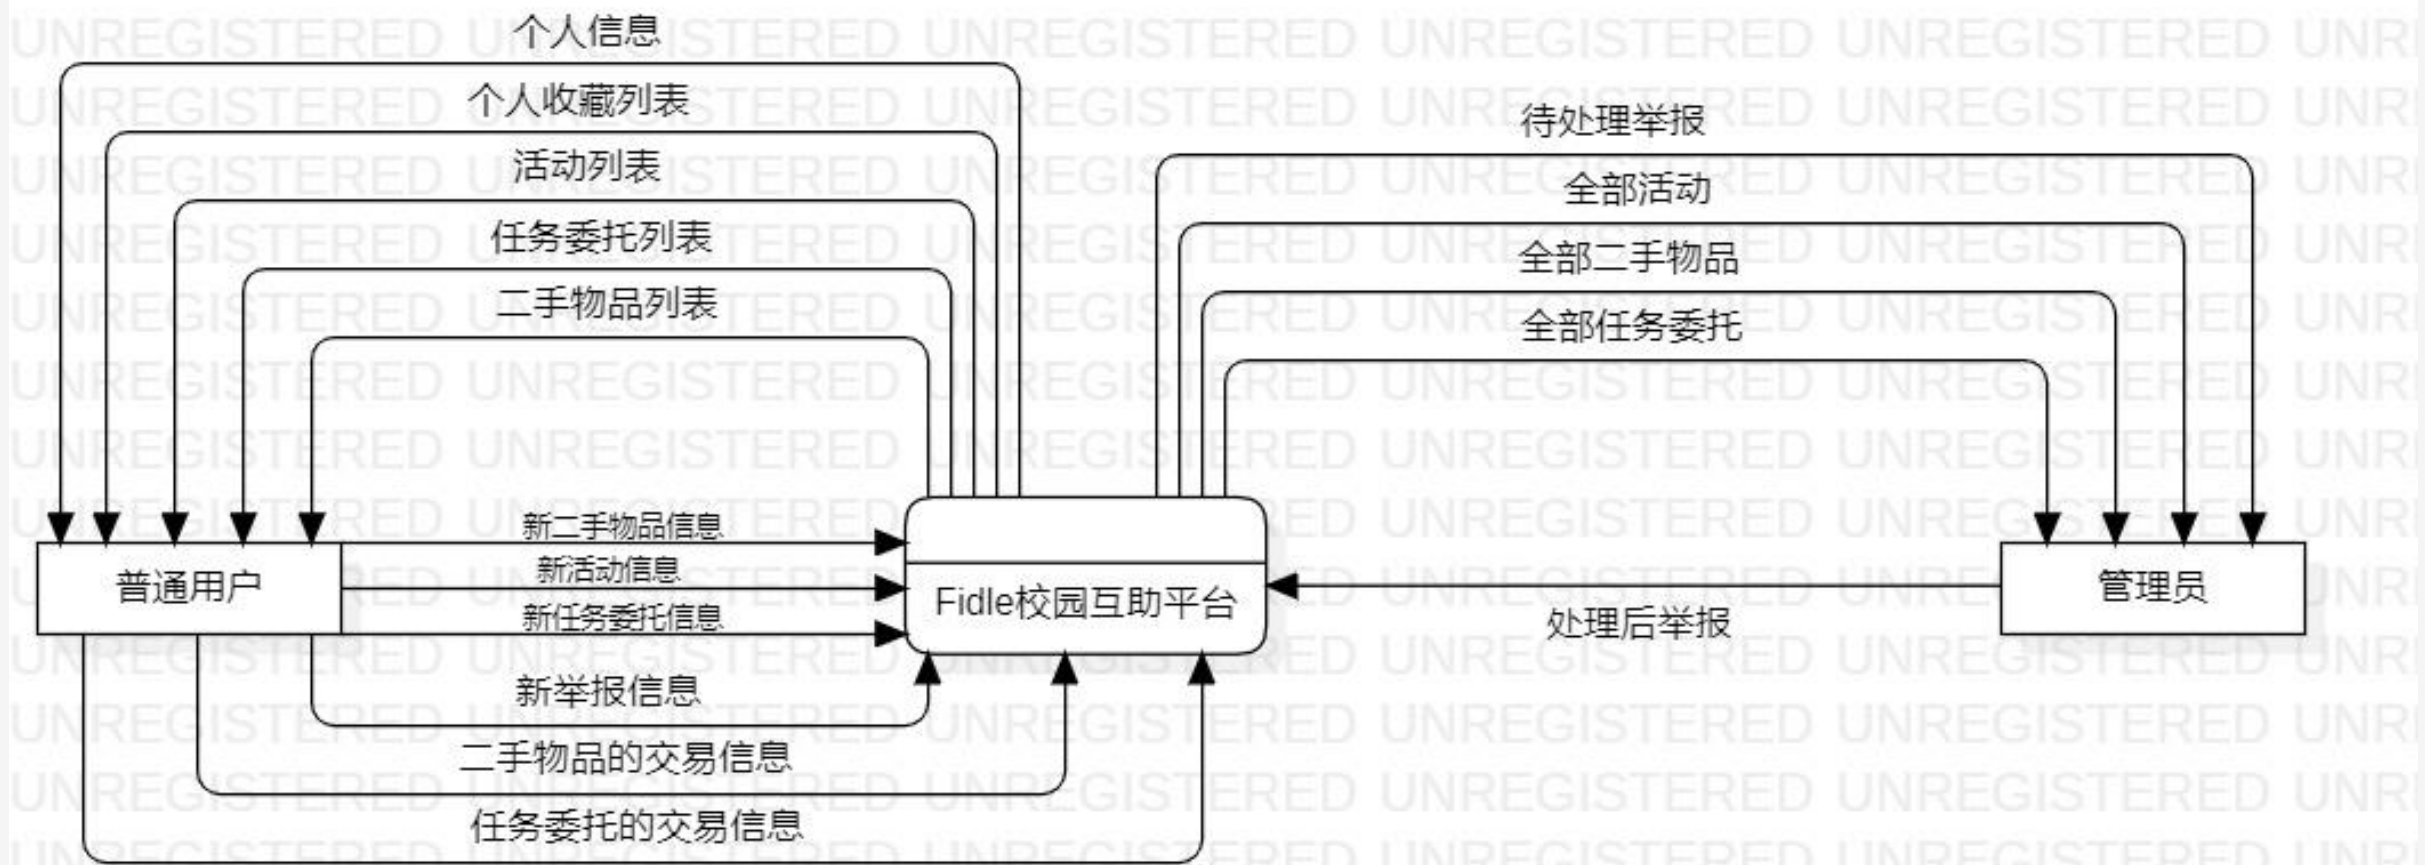 个人信息
个人收藏列表
活动列表
任务委托列表
二手物品列表
待处理举报
全部活动
全部二手物品
全部任务委托
新二手物品信息
新活动信息
新任务委托信息
普通用户
Fidle校园互助平台
管理员
处理后举报
新举报信息
二手物品的交易信息
任务委托的交易信息
UNREGISTERED UNREGISTERED UNREGISTERED UNREGISTERED UNREGISTERED UNR